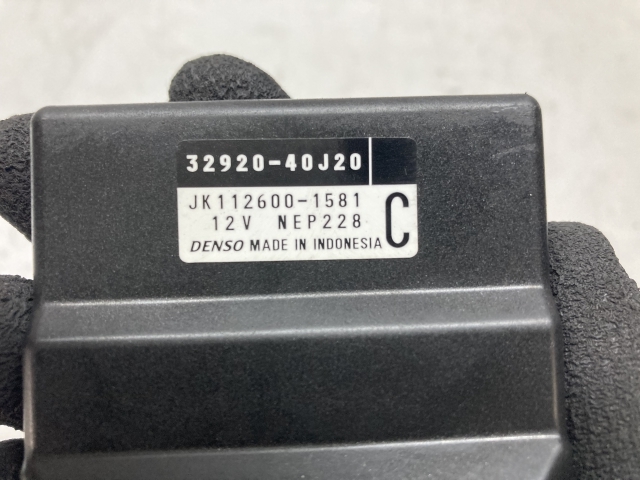 32920-40J20
JK112600-1581
12V NEP228
DENSO MADE IN INDONESIA C